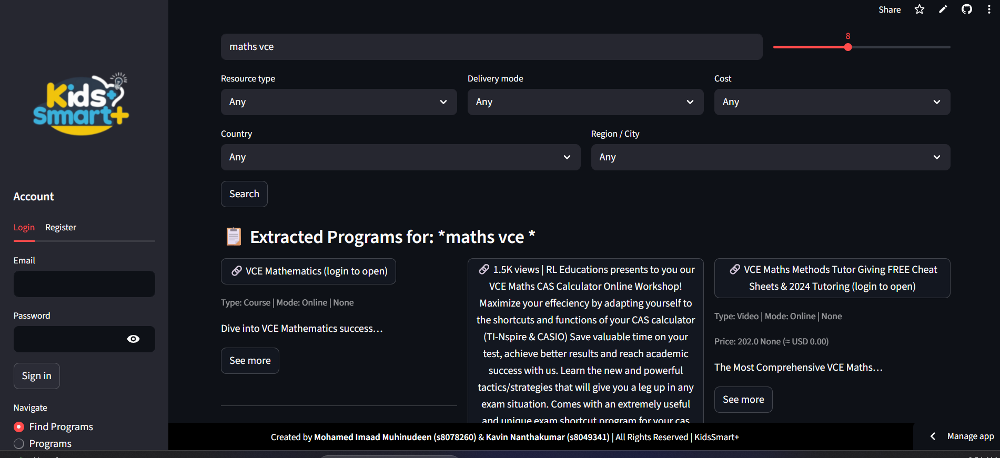 Share
maths vce
8
Resource type
Delivery mode
Cost
Any
Any
Any
Country
Region / City
Any
Any
Search
Kids
Smart+
Account
Login Register
Email
Password
Sign in
Navigate
Find Programs
Programs
Extracted Programs for: *maths vce *
VCE Mathematics (login to open)
Type: Course | Mode: Online | None
Dive into VCE Mathematics success...
See more
1.5K views | RL Educations presents to you our
VCE Maths CAS Calculator Online Workshop!
Maximize your effeciency by adapting yourself to
the shortcuts and functions of your CAS calculator
(TI-Nspire & CASIO) Save valuable time on your
test, achieve better results and reach academic
success with us. Learn the new and powerful
tactics/strategies that will give you a leg up in any
exam situation. Comes with an extremely useful
and unique exam shortcut program for your cas
VCE Maths Methods Tutor Giving FREE Cheat
Sheets & 2024 Tutoring (login to open)
Type: Video | Mode: Online | None
Price: 202.0 None (≈ USD 0.00)
The Most Comprehensive VCE Maths...
See more
Created by Mohamed Imaad Muhinudeen (s8078260) & Kavin Nanthakumar (s8049341) | All Rights Reserved | KidsSmart+
Manage app